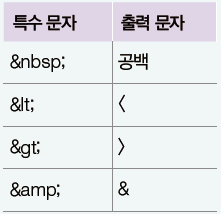 특수 문자 출력 문자
&nbsp; 공백
&lt; <
&gt; >
&amp; &